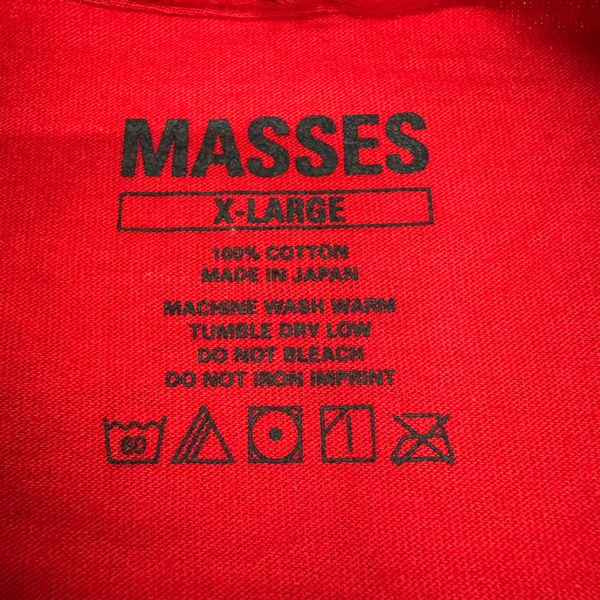 MASSES
X-LARGE
100% COTTON
MADE IN JAPAN
MACHINE WASH WARM
TUMBLE DRY LOW
DO NOT BLEACH
DO NOT IRON IMPRINT
60